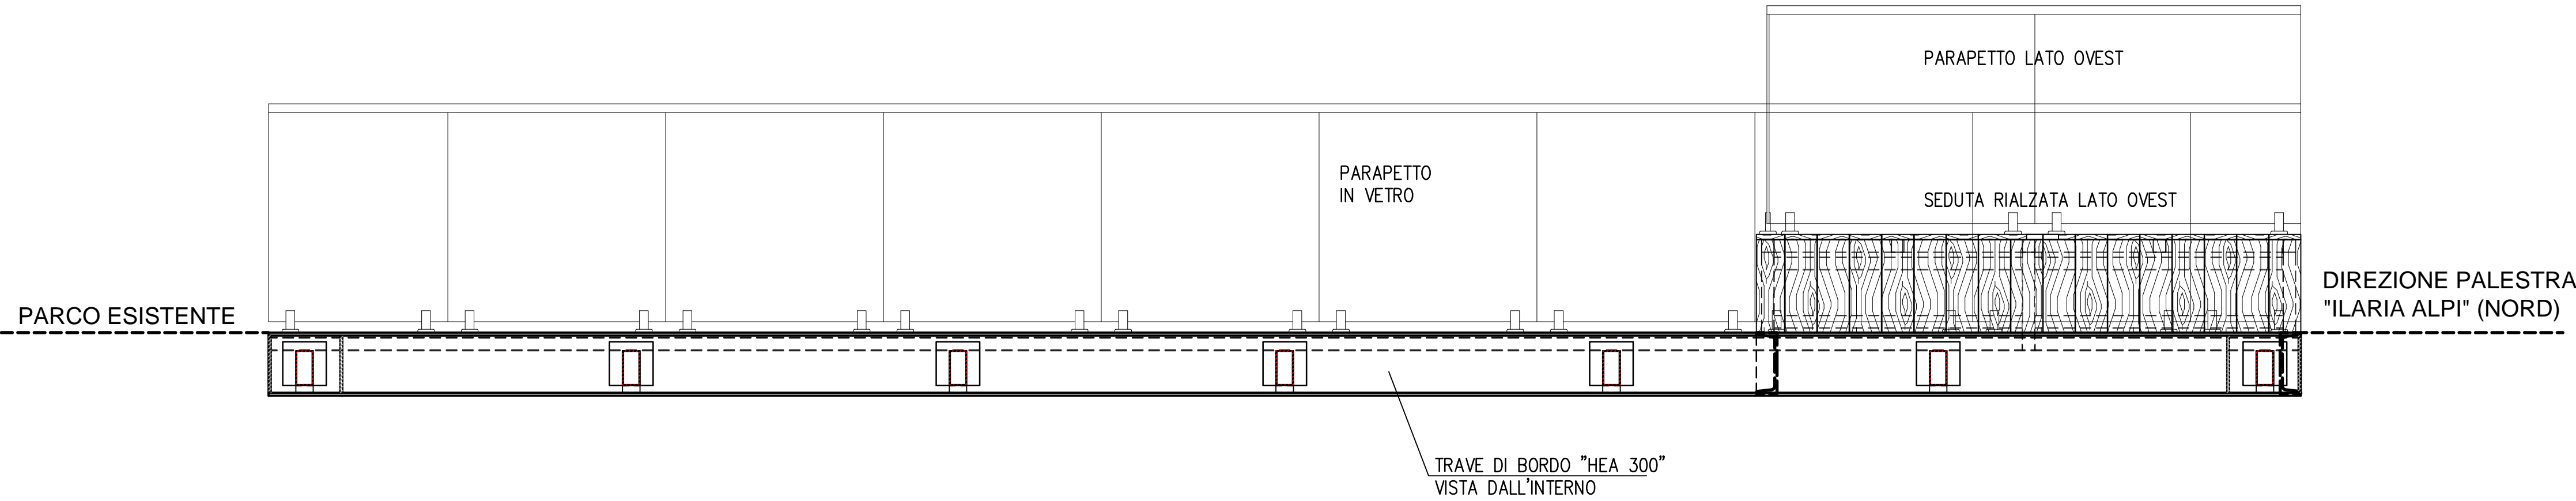 PARAPETTO LATO OVEST
PARAPETTO
IN VETRO
SEDUTA RIALZATA LATO OVEST
PARCO ESISTENTE
DIREZIONE PALESTRA
"ILARIA ALPI" (NORD)
TRAVE DI BORDO "HEA 300"
VISTA DALL'INTERNO